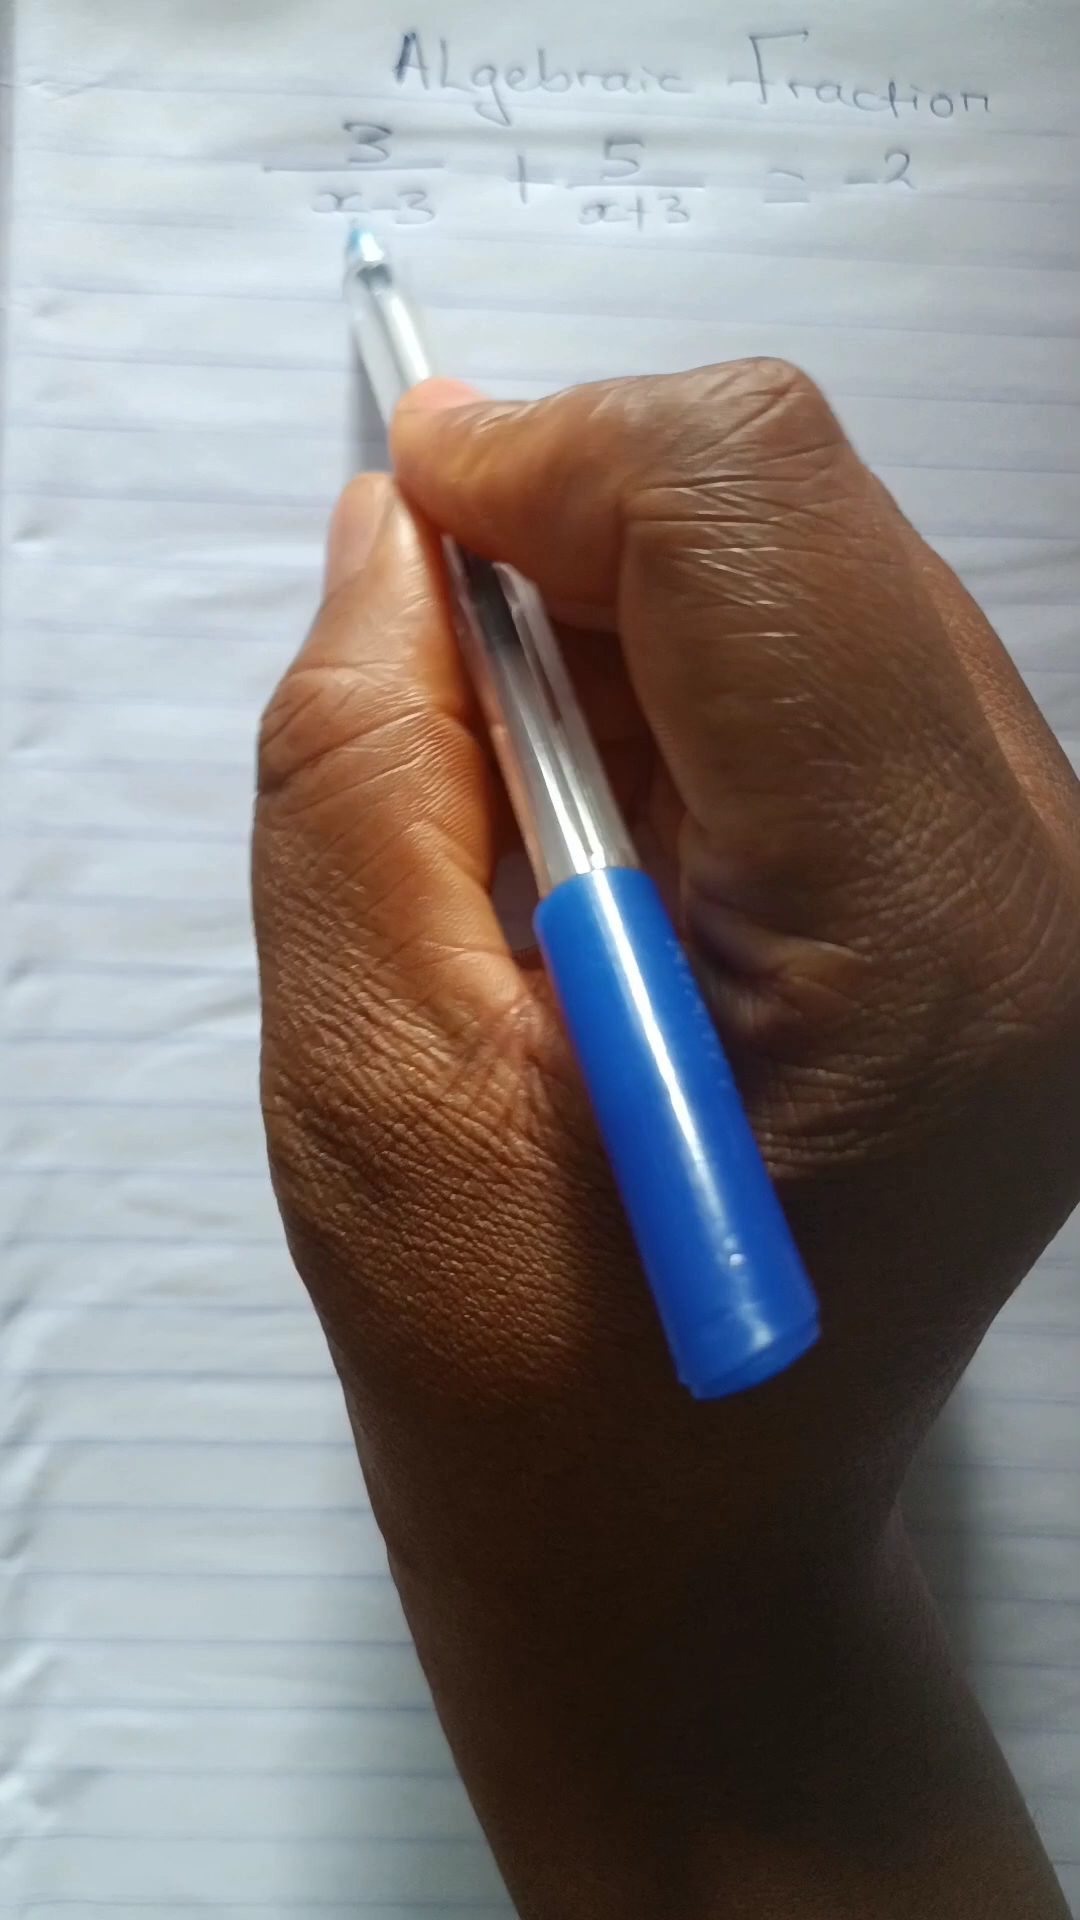 ALgebraic Fraction
3/(x-3) + 5/(x+3) = -2